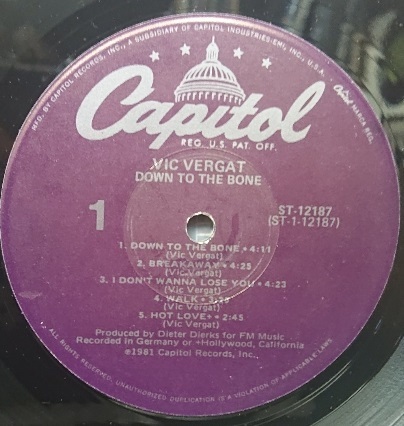 MFD. BY CAPITOL RECORDS, INC., A SUBSIDIARY OF CAPITOL INDUSTRIES-EMI, INC., U.S.A.
Capitol
MARCA REG.
REG. U.S. PAT. OFF.
VIC VERGAT
DOWN TO THE BONE
1
ST-12187
(ST-1-12187)
1. DOWN TO THE BONE • 4:11
(Vic Vergat)
2. BREAKAWAY • 4:25
(Vic Vergat)
3. I DON'T WANNA LOSE YOU • 4:23
(Vic Vergat)
4. WALK •
(Vic Vergat)
5. HOT LOVE+ • 2:45
(Vic Vergat)
Produced by Dieter Dierks for FM Music
Recorded in Germany or +Hollywood, California
℗1981 Capitol Records, Inc.,
ALL RIGHTS RESERVED. UNAUTHORIZED DUPLICATION IS A VIOLATION OF APPLICABLE LAWS.